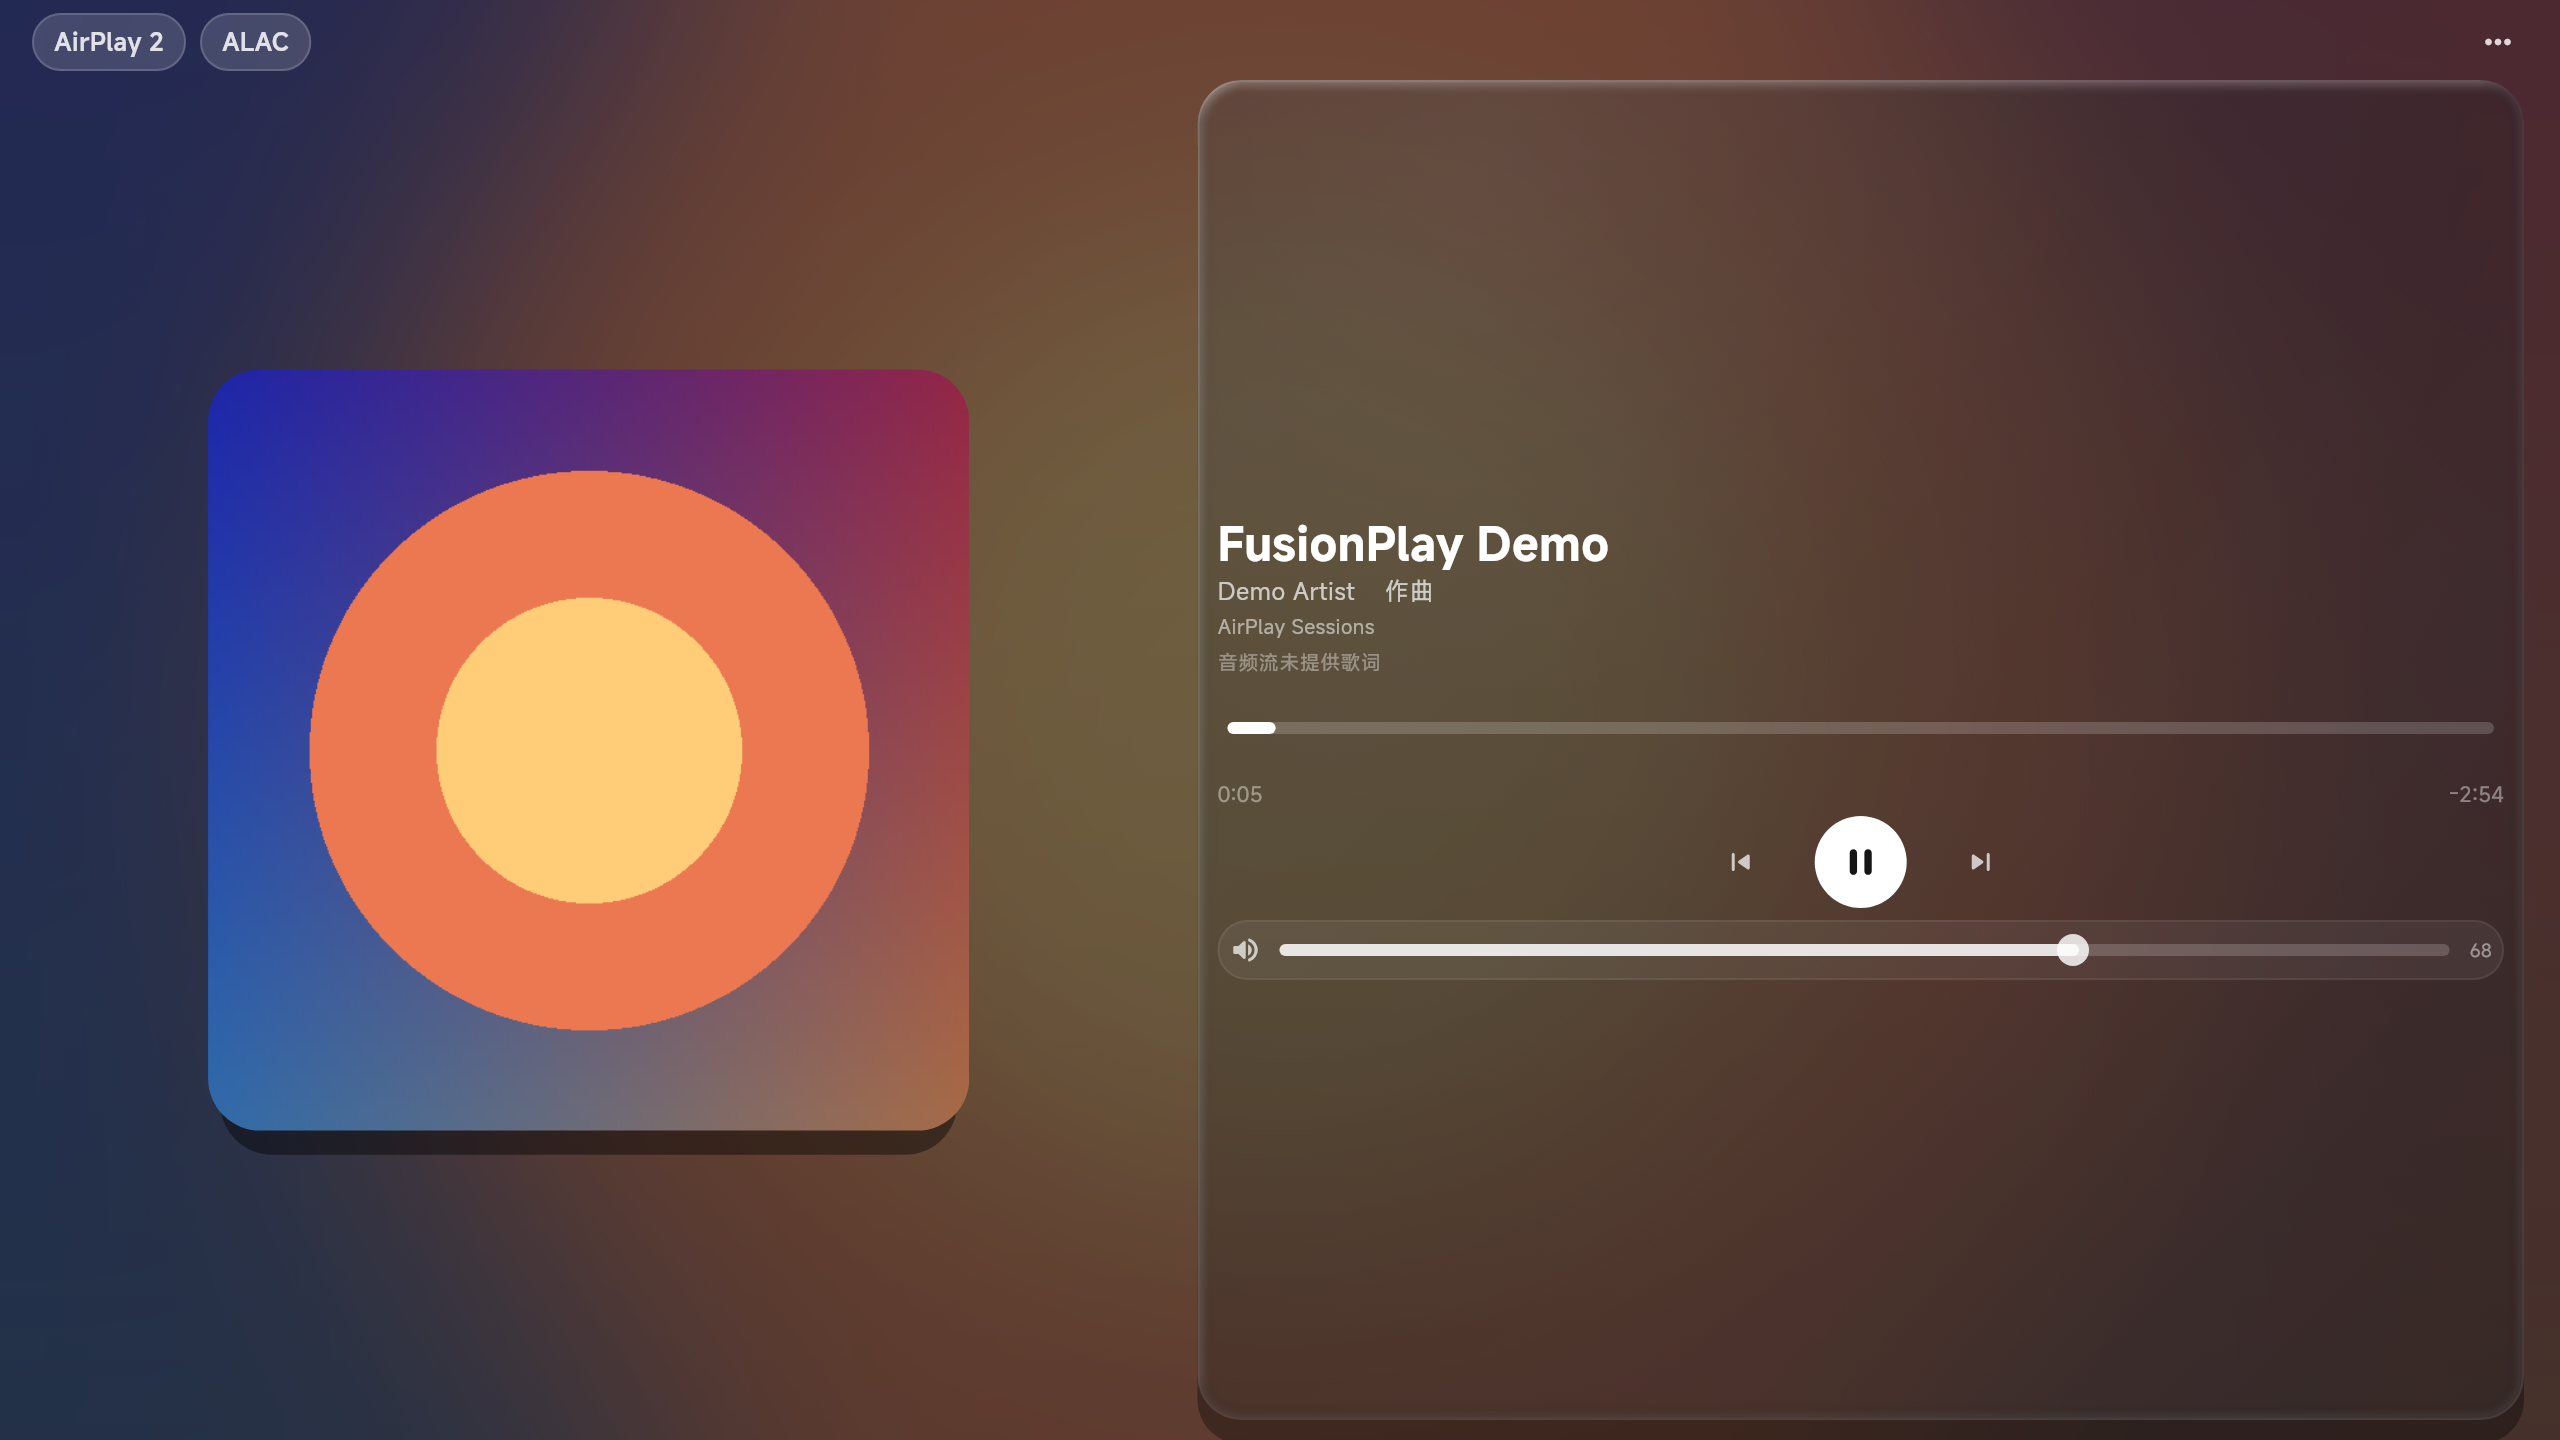 AirPlay 2 ALAC
FusionPlay Demo
Demo Artist 作曲
AirPlay Sessions
音频流未提供歌词
0:05 -2:54
68